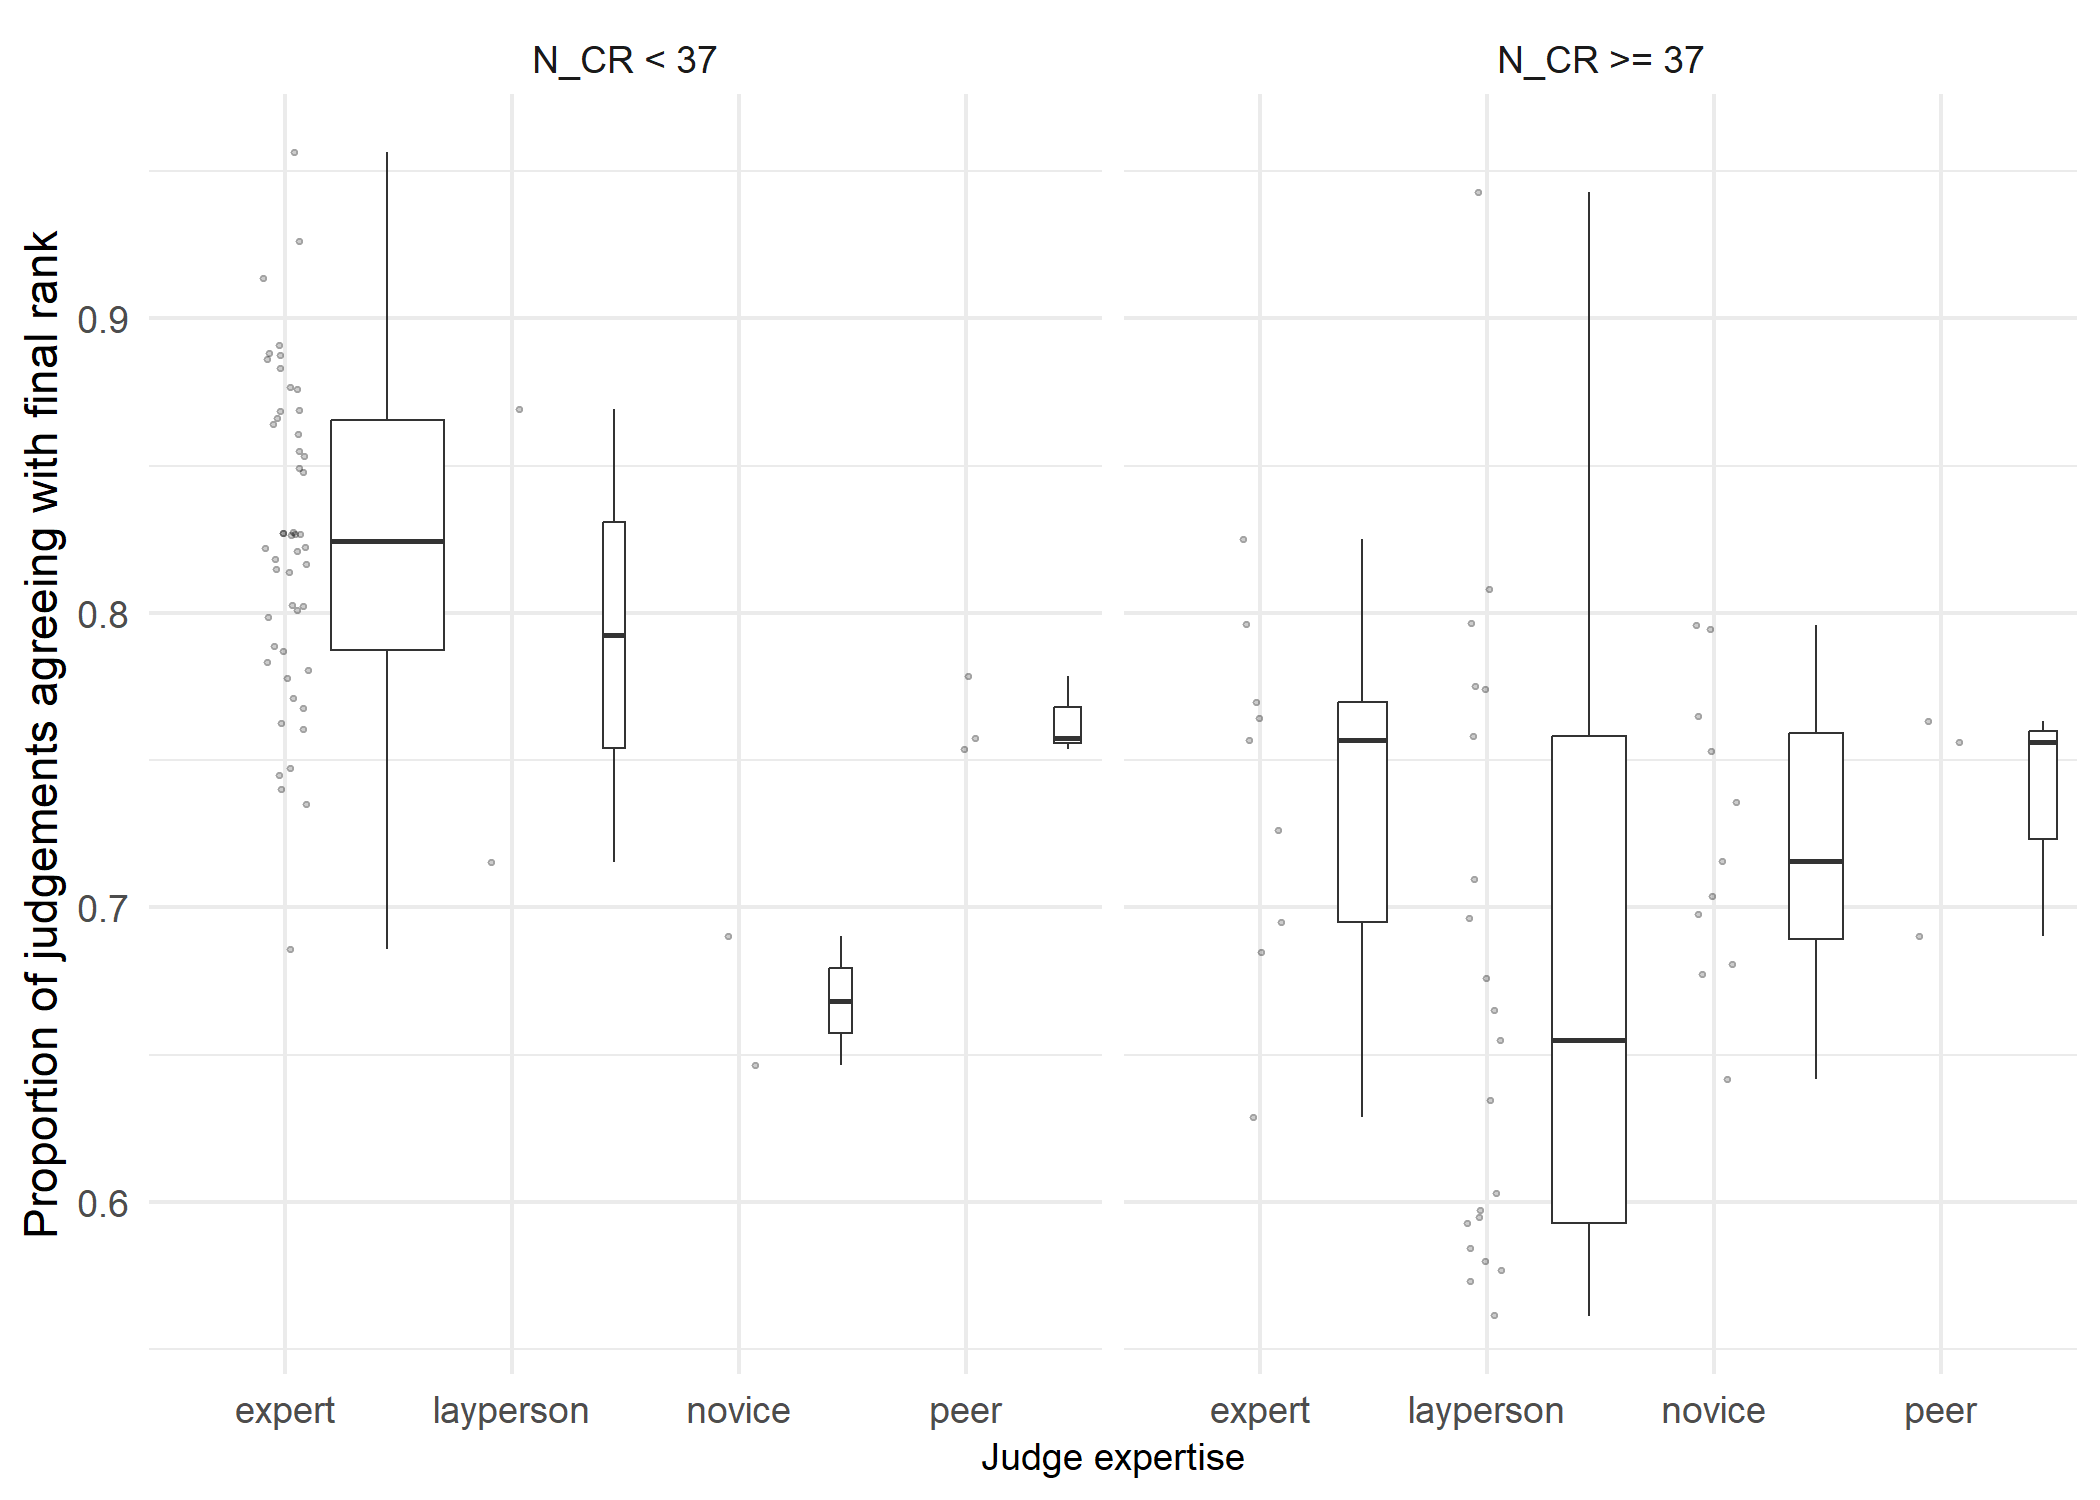 N_CR < 37
N_CR >= 37
Proportion of judgements agreeing with final rank
0.9
0.8
0.7
0.6
expert layperson novice peer
expert layperson novice peer
Judge expertise